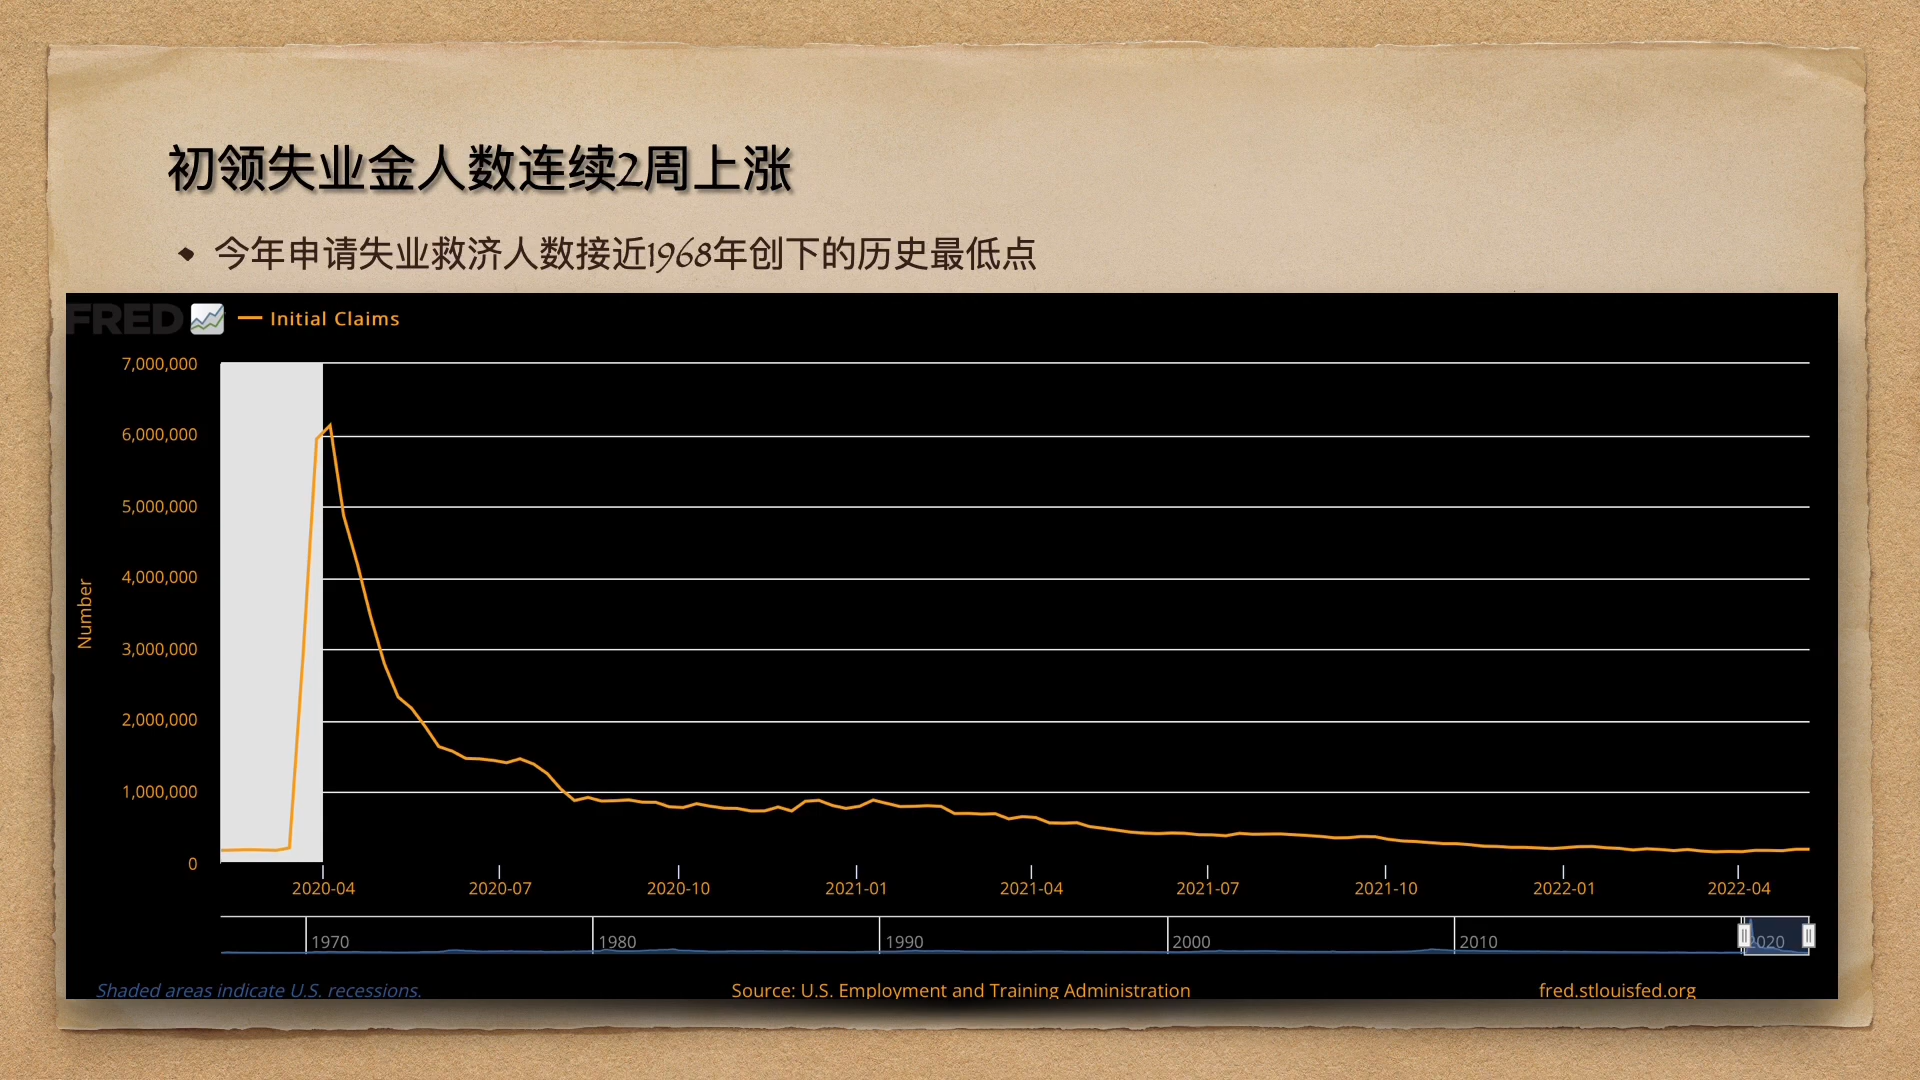 初领失业金人数连续2周上涨
今年申请失业救济人数接近1968年创下的历史最低点
FRED — Initial Claims
7,000,000
6,000,000
5,000,000
4,000,000
3,000,000
2,000,000
1,000,000
0
Number
2020-04 2020-07 2020-10 2021-01 2021-04 2021-07 2021-10 2022-01 2022-04
1970 1980 1990 2000 2010 2020
Shaded areas indicate U.S. recessions. Source: U.S. Employment and Training Administration fred.stlouisfed.org